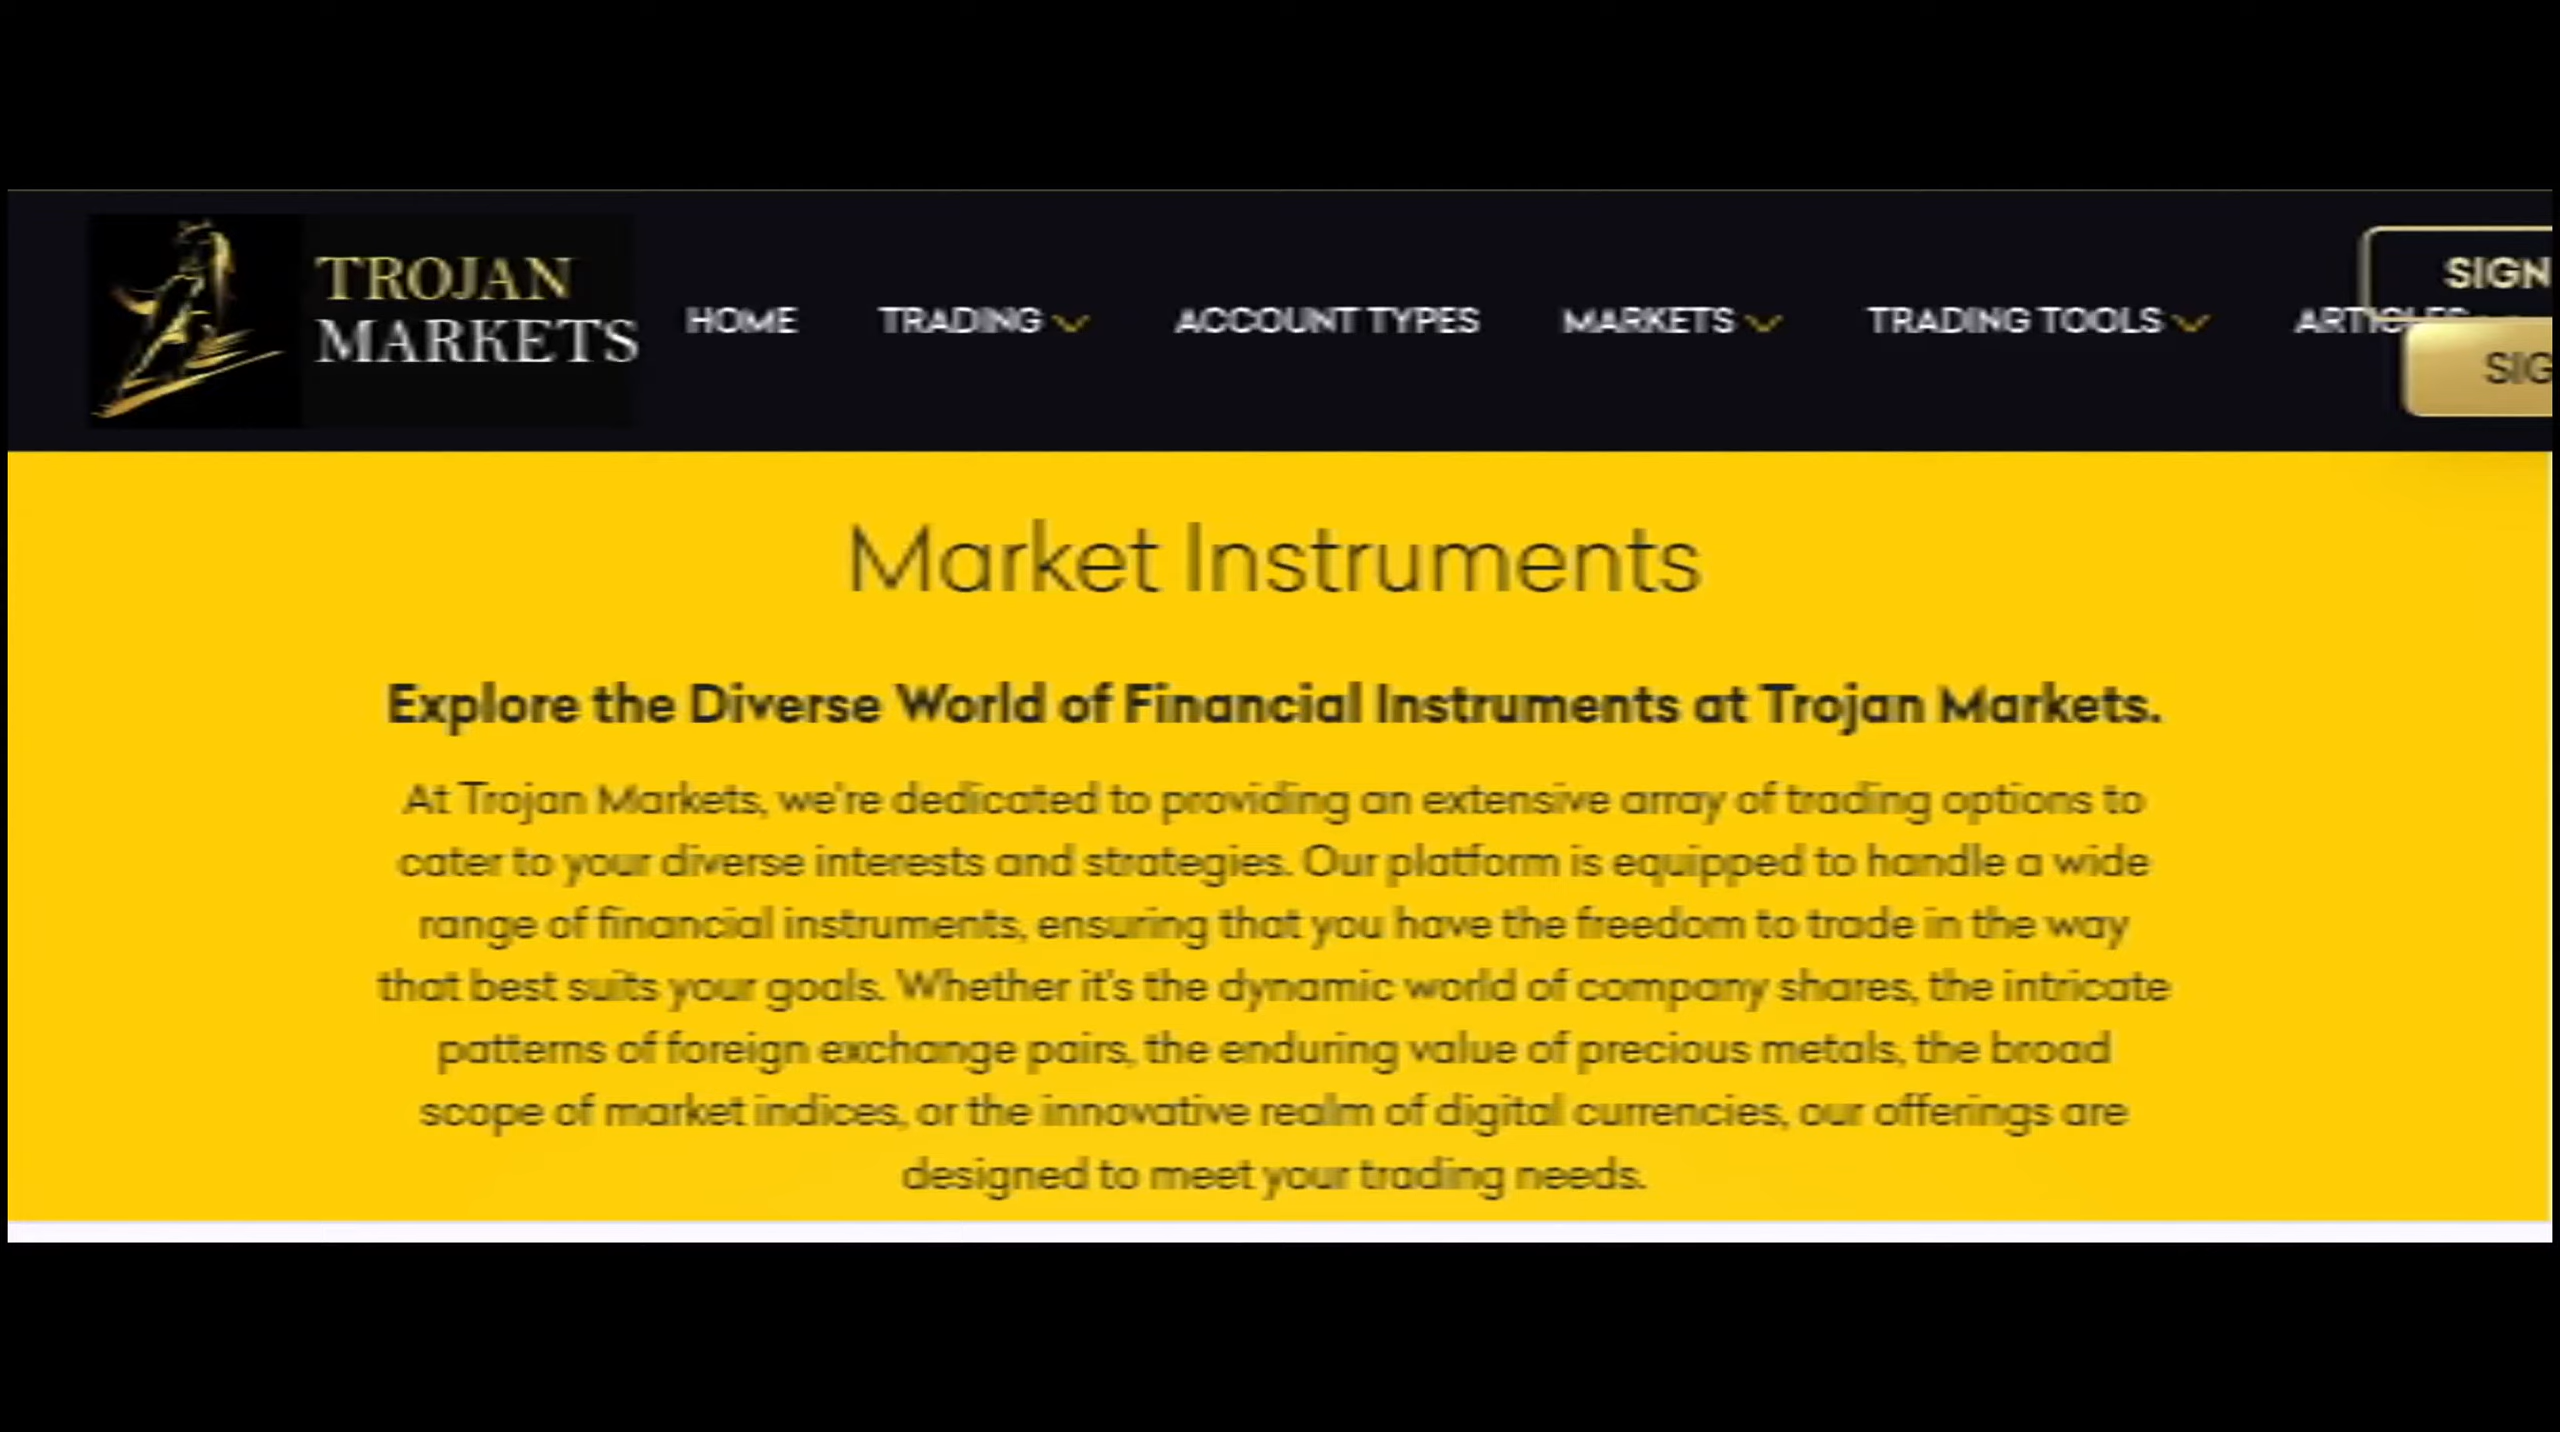 TROJAN
MARKETS
HOME TRADING ACCOUNT TYPES MARKETS TRADING TOOLS ARTICLES
SIGN
SIG
Market Instruments
Explore the Diverse World of Financial Instruments at Trojan Markets.
At Trojan Markets, we're dedicated to providing an extensive array of trading options to
cater to your diverse interests and strategies. Our platform is equipped to handle a wide
range of financial instruments, ensuring that you have the freedom to trade in the way
that best suits your goals. Whether it's the dynamic world of company shares, the intricate
patterns of foreign exchange pairs, the enduring value of precious metals, the broad
scope of market indices, or the innovative realm of digital currencies, our offerings are
designed to meet your trading needs.